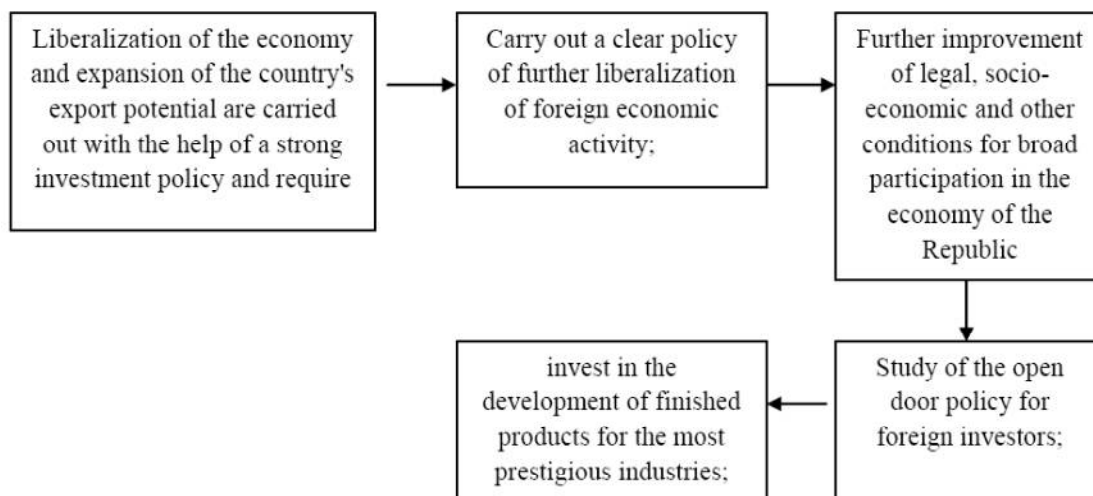 Liberalization of the economy
and expansion of the country's
export potential are carried
out with the help of a strong
investment policy and require
Carry out a clear policy
of further liberalization
of foreign economic
activity;
Further improvement
of legal, socio-
economic and other
conditions for broad
participation in the
economy of the
Republic
Study of the open
door policy for
foreign investors;
invest in the
development of finished
products for the most
prestigious industries;